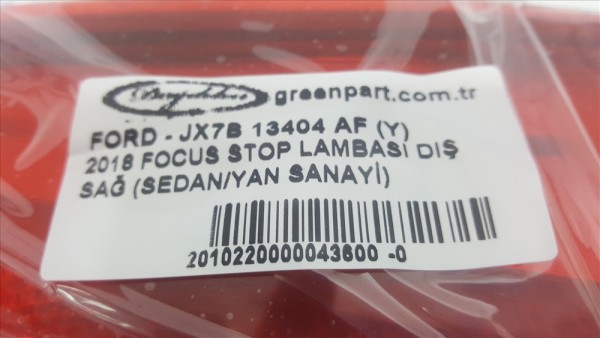 greenpart.com.tr
FORD - JX7B 13404 AF (Y)
2018 FOCUS STOP LAMBASI DIŞ
SAĞ (SEDAN/YAN SANAYİ)
2010220000043600 -0